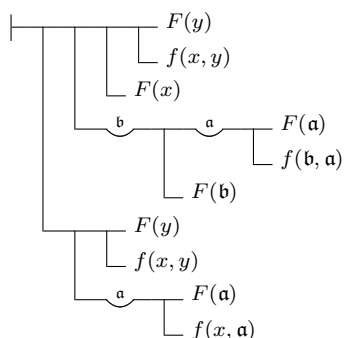 F(y)
f(x, y)
F(x)
𝔟 𝔞 F(𝔞)
f(𝔟, 𝔞)
F(𝔟)
F(y)
f(x, y)
𝔞 F(𝔞)
f(x, 𝔞)